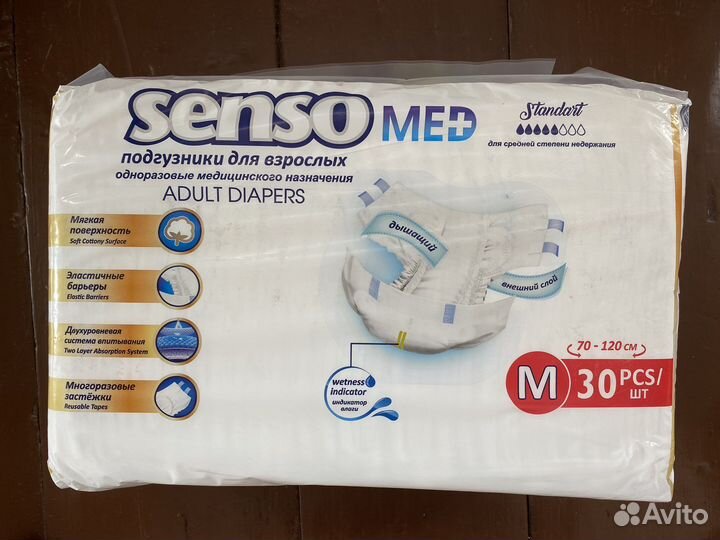 senso MED
Standart
подгузники для взрослых
для средней степени недержания
одноразовые медицинского назначения
ADULT DIAPERS
Мягкая
поверхность
Soft Cottony Surface
Эластичные
барьеры
Elastic Barriers
Двухуровневая
система впитывания
Two Layer Absorption System
Многоразовые
застёжки
Reusable Tapes
дышащий
внешний слой
wetness
indicator
индикатор
влаги
70 - 120 см
M 30 PCS/
шт
Avito